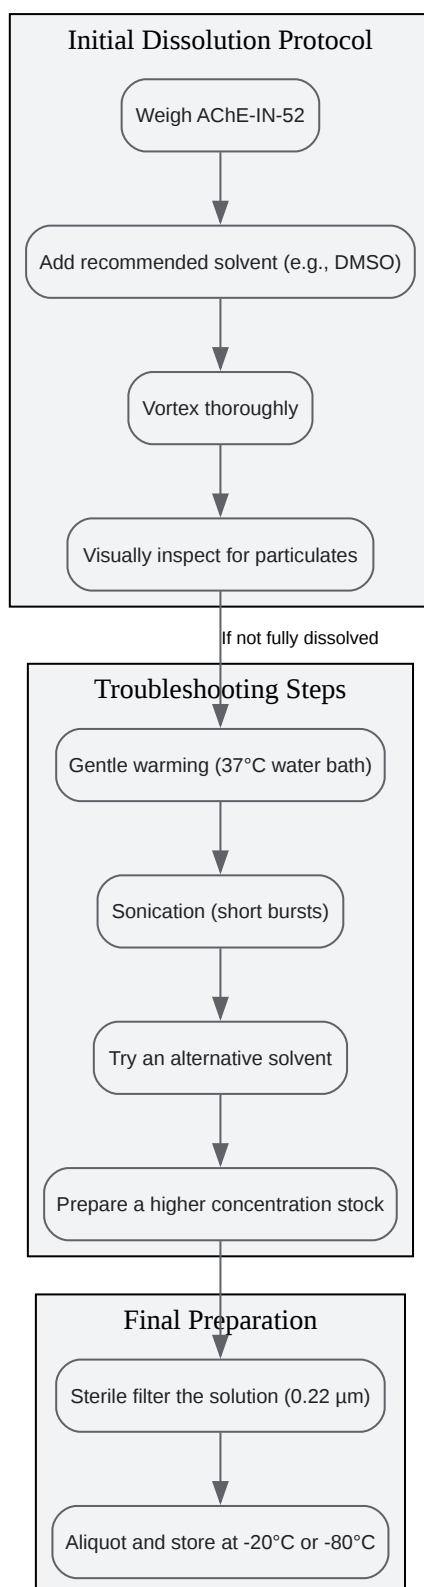 Initial Dissolution Protocol
Weigh AChE-IN-52
Add recommended solvent (e.g., DMSO)
Vortex thoroughly
Visually inspect for particulates
If not fully dissolved
Troubleshooting Steps
Gentle warming (37°C water bath)
Sonication (short bursts)
Try an alternative solvent
Prepare a higher concentration stock
Final Preparation
Sterile filter the solution (0.22 µm)
Aliquot and store at -20°C or -80°C